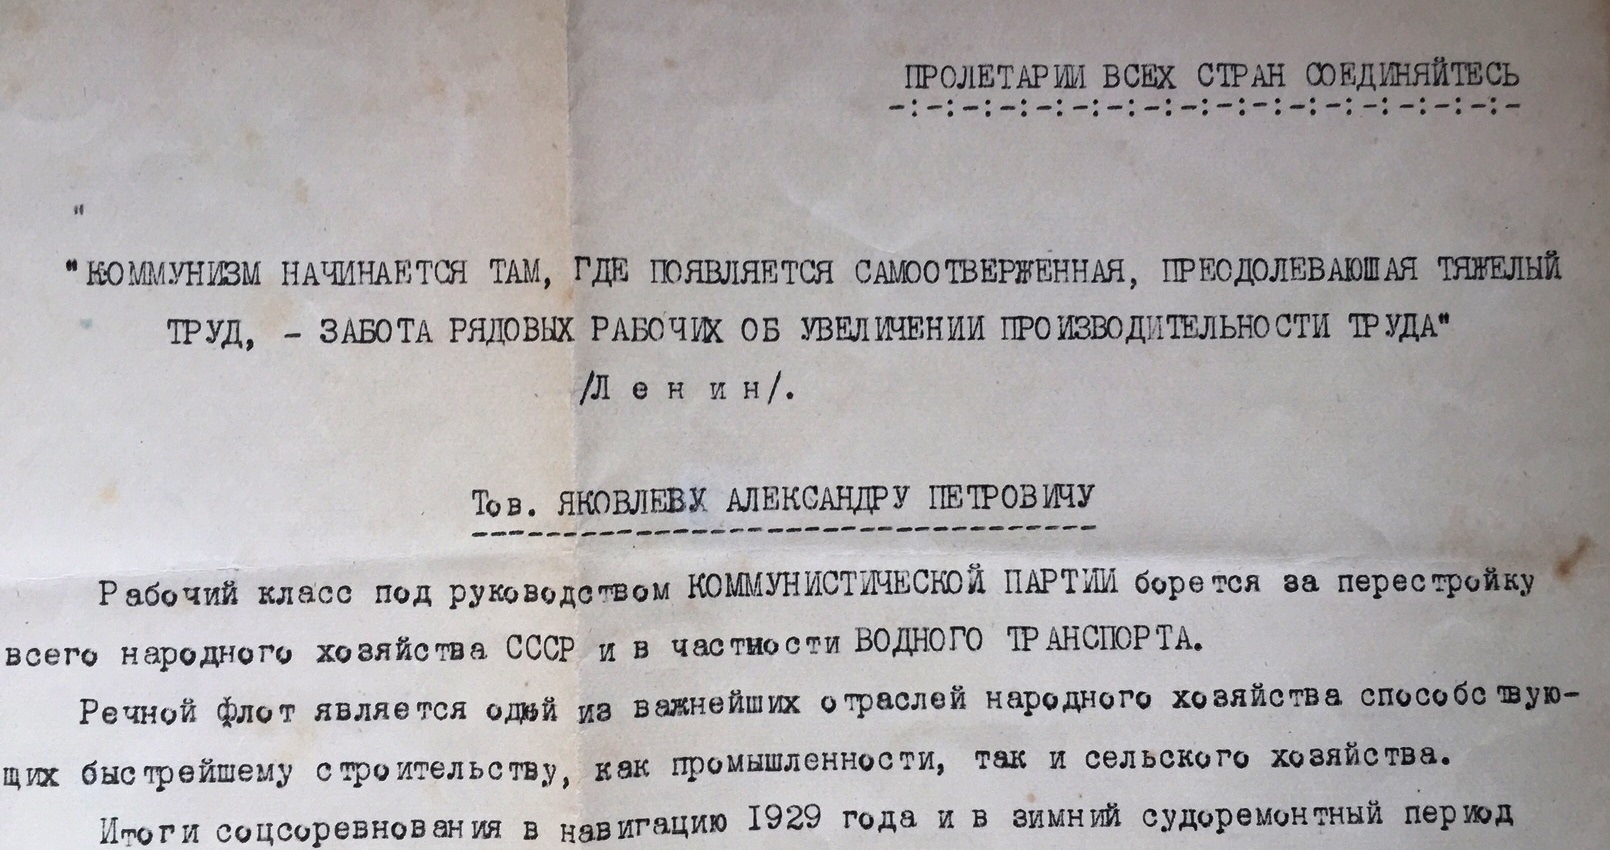 ПРОЛЕТАРИИ ВСЕХ СТРАН СОЕДИНЯЙТЕСЬ
-:-:-:-:-:-:-:-:-:-:-:-:-:-:-:-:-:-
"
"КОММУНИЗМ НАЧИНАЕТСЯ ТАМ, ГДЕ ПОЯВЛЯЕТСЯ САМООТВЕРЖЕННАЯ, ПРЕОДОЛЕВАЮШАЯ ТЯЖЕЛЫЙ
ТРУД, - ЗАБОТА РЯДОВЫХ РАБОЧИХ ОБ УВЕЛИЧЕНИИ ПРОИЗВОДИТЕЛЬНОСТИ ТРУДА"
/Л е н и н/.
Тов. ЯКОВЛЕВУ АЛЕКСАНДРУ ПЕТРОВИЧУ
Рабочий класс под руководством КОММУНИСТИЧЕСКОЙ ПАРТИИ борется за перестройку
всего народного хозяйства СССР и в частности ВОДНОГО ТРАНСПОРТА.
Речной флот является одной из важнейших отраслей народного хозяйства способствую-
щих быстрейшему строительству, как промышленности, так и сельского хозяйства.
Итоги соцсоревнования в навигацию 1929 года и в зимний судоремонтный период